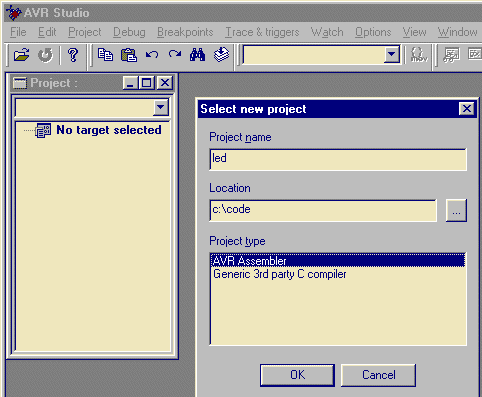 AVR Studio
File Edit Project Debug Breakpoints Trace & triggers Watch Options View Window
Project :
No target selected
Select new project
Project name
led
Location
c:\code
...
Project type
AVR Assembler
Generic 3rd party C compiler
OK Cancel